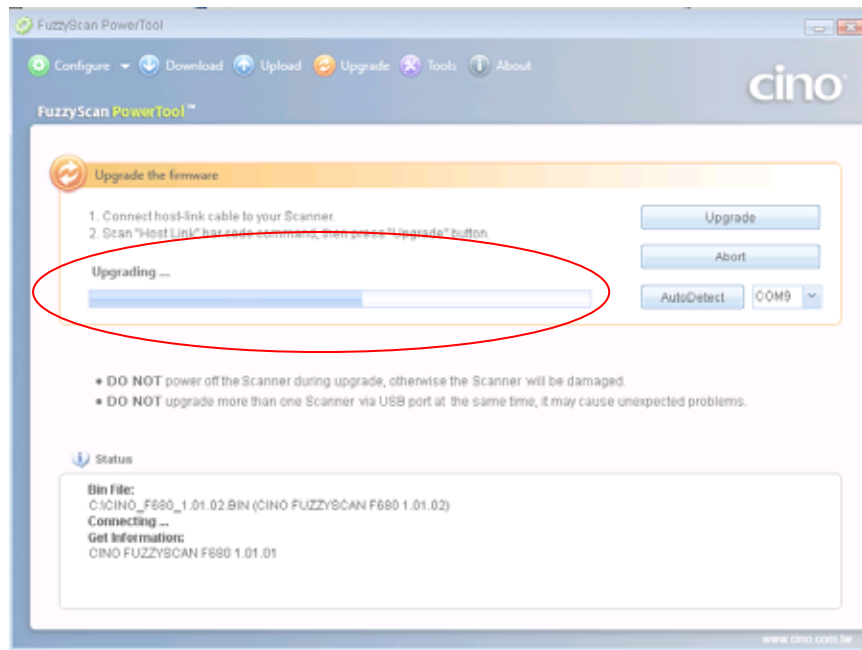 FuzzyScan PowerTool
Configure Download Upload Upgrade Tools About
cino
FuzzyScan PowerTool™
Upgrade the firmware
1. Connect host-link cable to your Scanner.
2. Scan "Host Link" bar code command, then press "Upgrade" button.
Upgrade
Abort
Upgrading ...
AutoDetect COM9
• DO NOT power off the Scanner during upgrade, otherwise the Scanner will be damaged.
• DO NOT upgrade more than one Scanner via USB port at the same time, it may cause unexpected problems.
Status
Bin File:
C:\CINO_F680_1.01.02.BIN (CINO FUZZYSCAN F680 1.01.02)
Connecting ...
Get Information:
CINO FUZZYSCAN F680 1.01.01
www.cino.com.tw